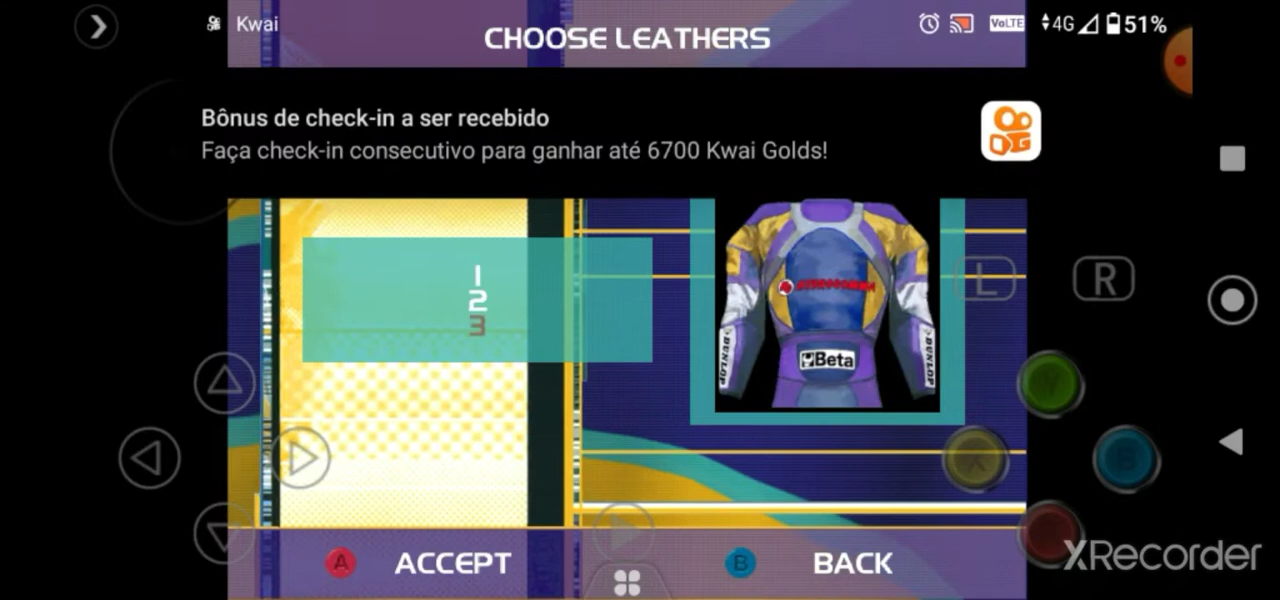 Kwai
VoLTE 4G 51%
CHOOSE LEATHERS
Bônus de check-in a ser recebido
Faça check-in consecutivo para ganhar até 6700 Kwai Golds!
1
2
3
DUNLOP
Beta
DUNLOP
L
R
Y
X
B
A ACCEPT
B BACK
XRecorder